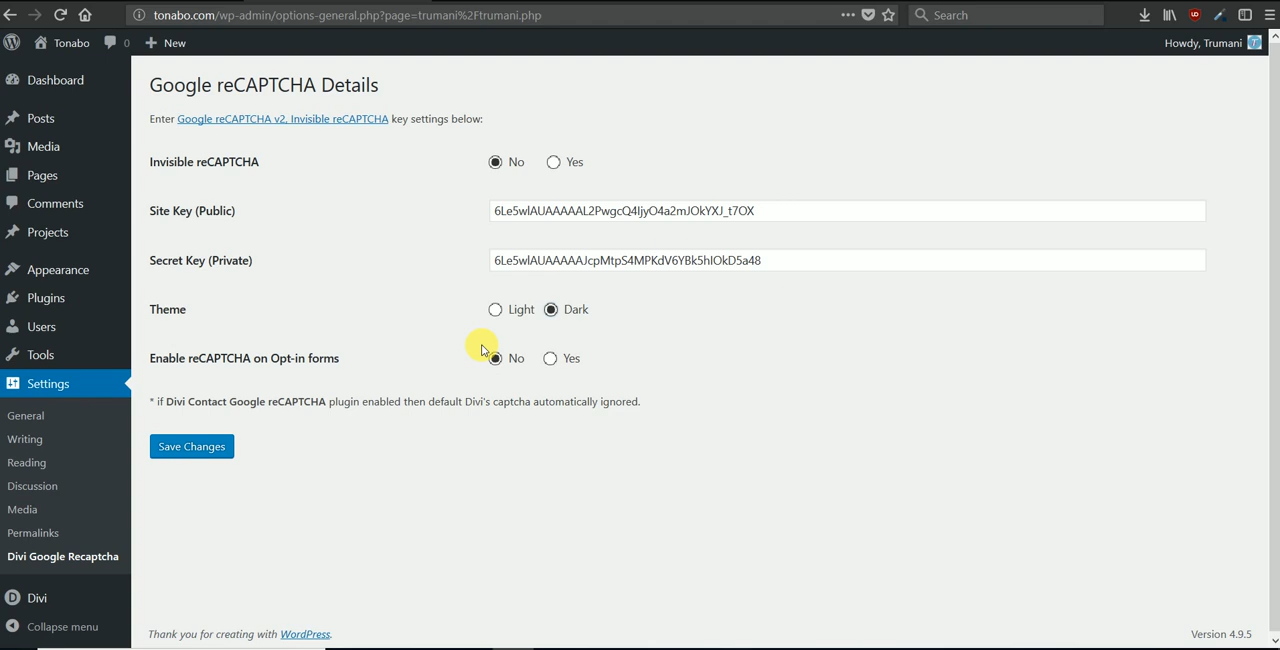 tonabo.com/wp-admin/options-general.php?page=trumani%2Ftrumani.php
Search
Tonabo 0 New
Howdy, Trumani
Dashboard
Posts
Media
Pages
Comments
Projects
Appearance
Plugins
Users
Tools
Settings
General
Writing
Reading
Discussion
Media
Permalinks
Divi Google Recaptcha
Divi
Collapse menu
Google reCAPTCHA Details
Enter Google reCAPTCHA v2, Invisible reCAPTCHA key settings below:
Invisible reCAPTCHA No Yes
Site Key (Public) 6Le5wlAUAAAAAL2PwgcQ4ljyO4a2mJOkYXJ_t7OX
Secret Key (Private) 6Le5wlAUAAAAAJcpMtpS4MPKdV6YBk5hlOkD5a48
Theme Light Dark
Enable reCAPTCHA on Opt-in forms No Yes
* if Divi Contact Google reCAPTCHA plugin enabled then default Divi's captcha automatically ignored.
Save Changes
Thank you for creating with WordPress.
Version 4.9.5